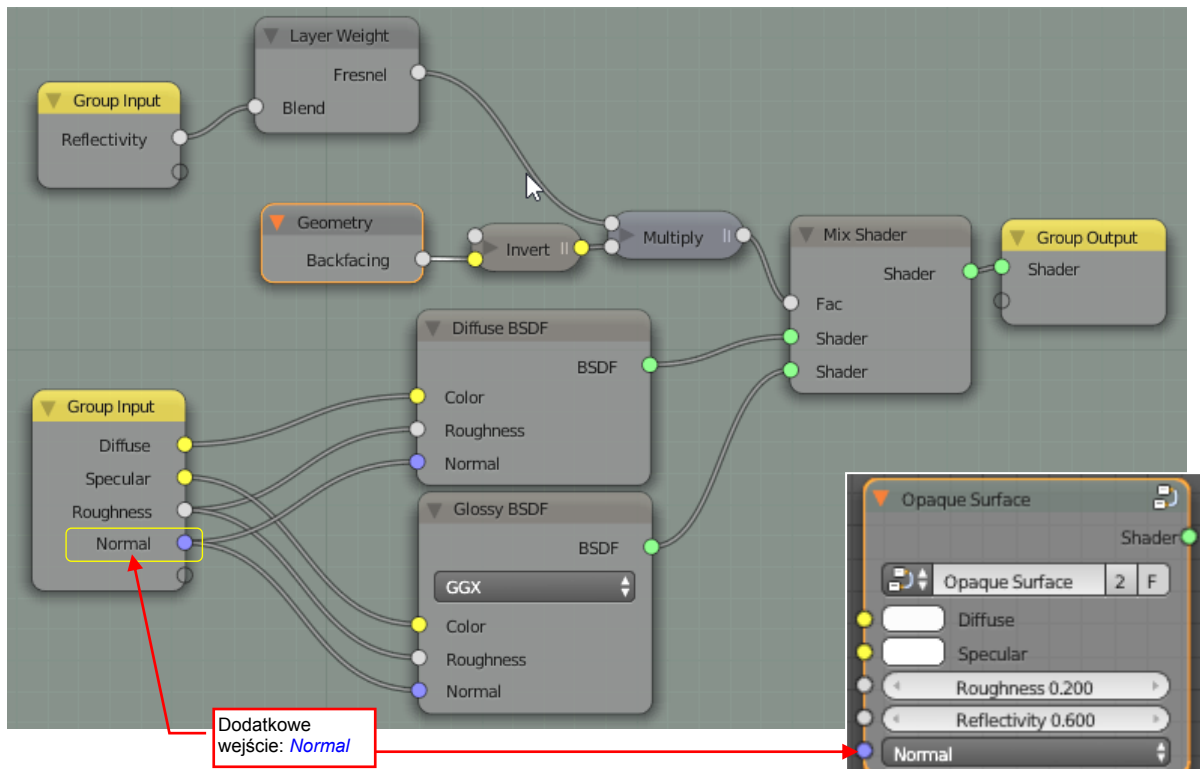 Layer Weight
Fresnel
Blend
Group Input
Reflectivity
Geometry
Backfacing
Invert
Multiply
Mix Shader
Shader
Fac
Shader
Shader
Group Output
Shader
Diffuse BSDF
BSDF
Color
Roughness
Normal
Group Input
Diffuse
Specular
Roughness
Normal
Glossy BSDF
BSDF
GGX
Color
Roughness
Normal
Opaque Surface
Shader
Opaque Surface 2 F
Diffuse
Specular
Roughness 0.200
Reflectivity 0.600
Normal
Dodatkowe
wejście: Normal